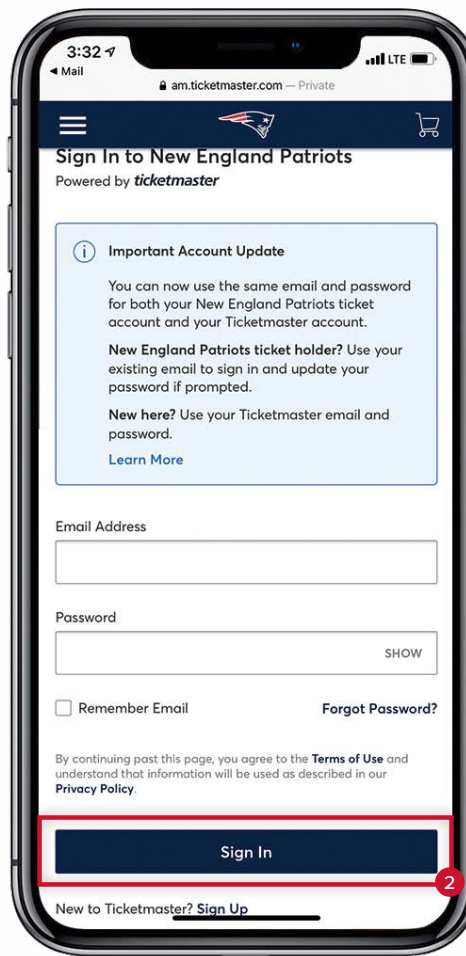 3:32
◀ Mail
LTE
am.ticketmaster.com — Private
Sign In to New England Patriots
Powered by ticketmaster
Important Account Update
You can now use the same email and password
for both your New England Patriots ticket
account and your Ticketmaster account.
New England Patriots ticket holder? Use your
existing email to sign in and update your
password if prompted.
New here? Use your Ticketmaster email and
password.
Learn More
Email Address
Password
SHOW
Remember Email Forgot Password?
By continuing past this page, you agree to the Terms of Use and
understand that information will be used as described in our
Privacy Policy.
Sign In
2
New to Ticketmaster? Sign Up